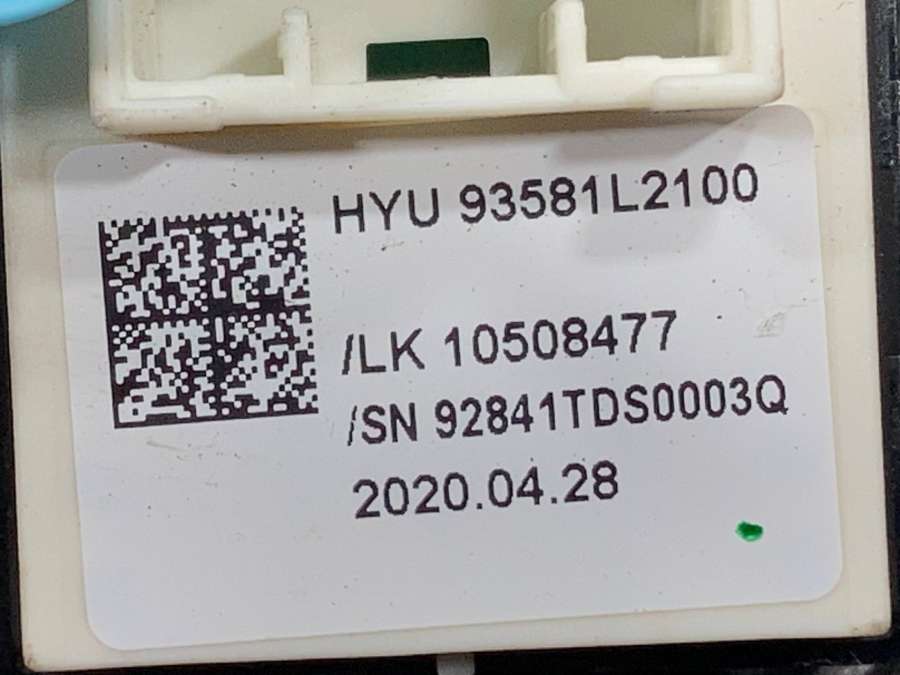 HYU 93581L2100
/LK 10508477
/SN 92841TDS0003Q
2020.04.28